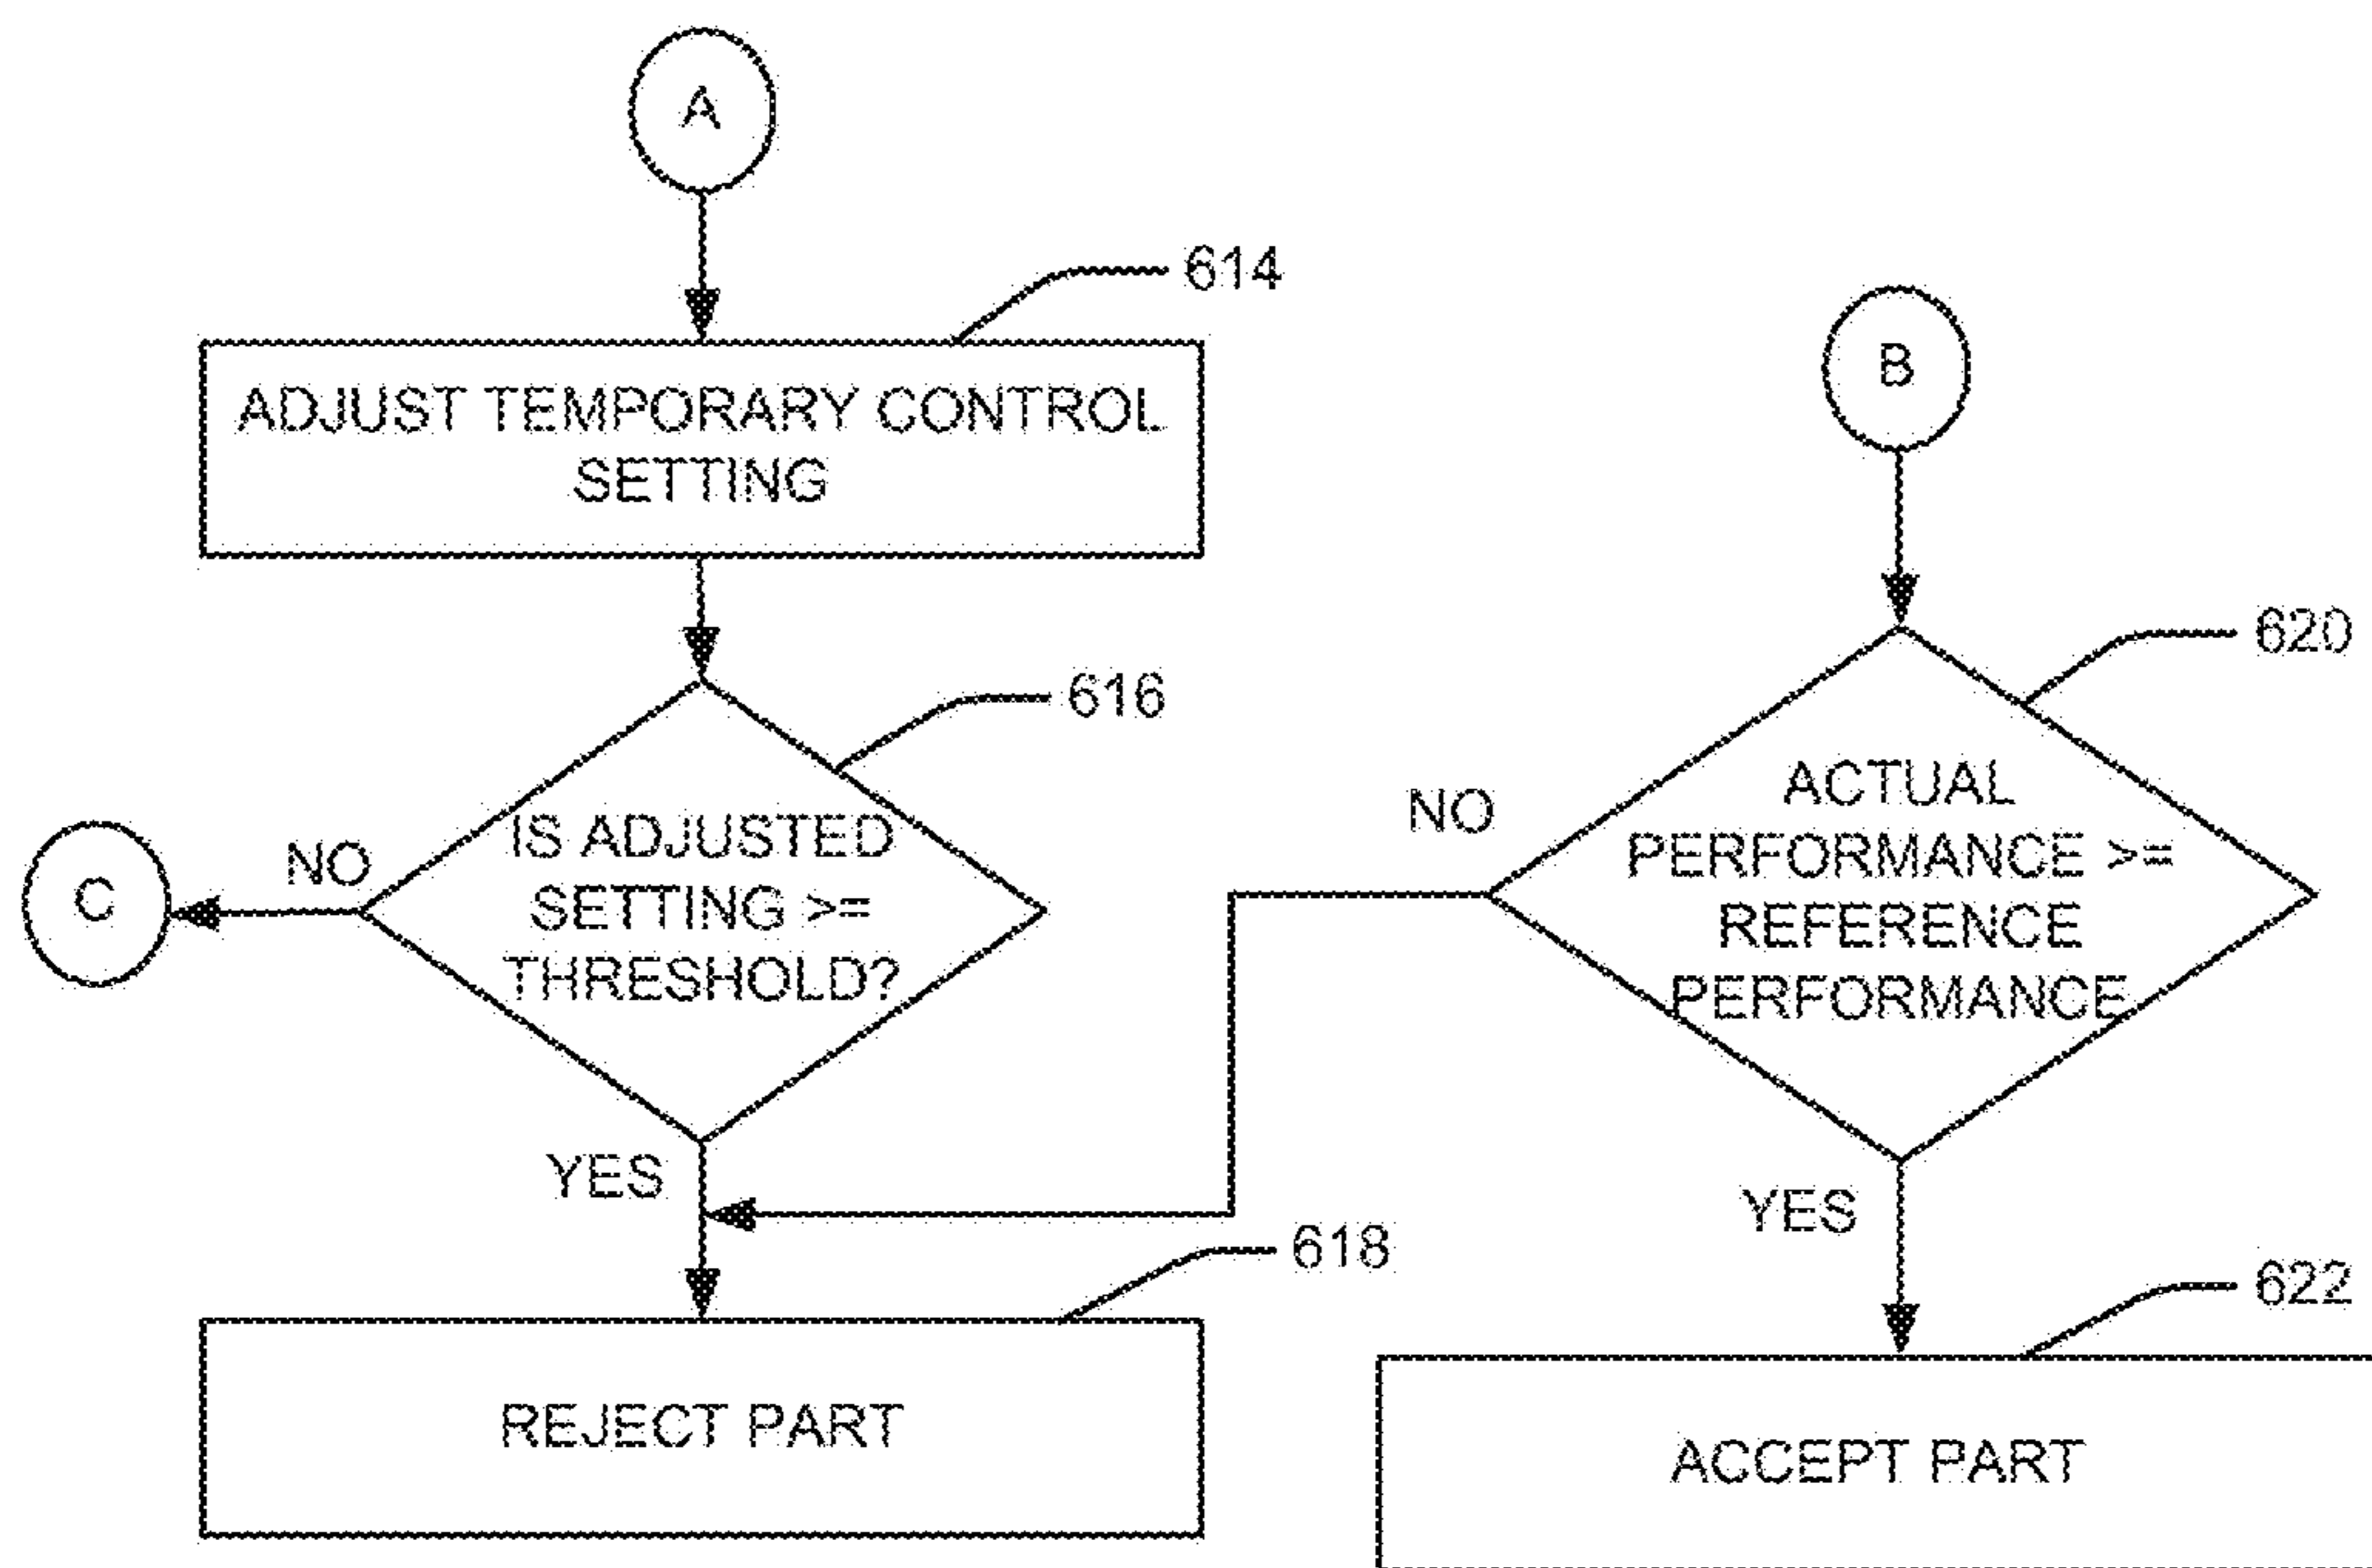 A
614
ADJUST TEMPORARY CONTROL
SETTING
616
IS ADJUSTED
SETTING >=
THRESHOLD?
NO
C
YES
618
REJECT PART
B
620
ACTUAL
PERFORMANCE >=
REFERENCE
PERFORMANCE
NO
YES
622
ACCEPT PART